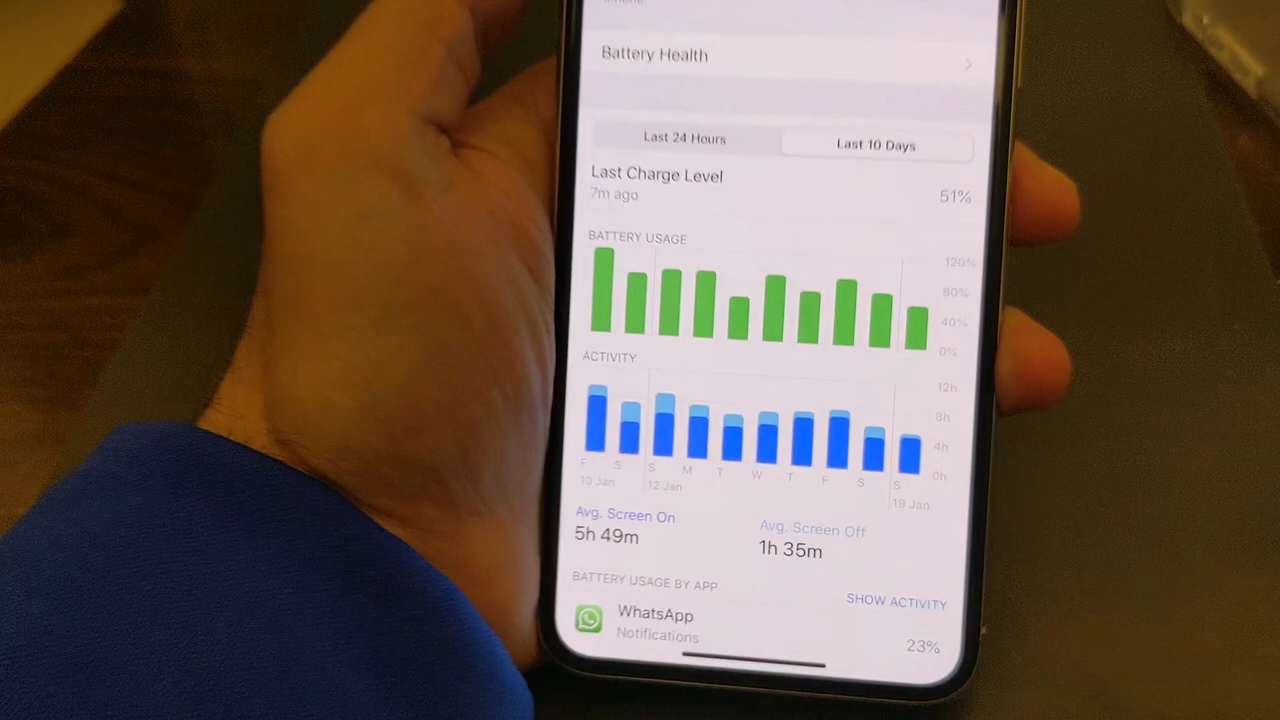 iPhone
Battery Health
Last 24 Hours
Last 10 Days
Last Charge Level
7m ago
51%
BATTERY USAGE
120%
80%
40%
0%
ACTIVITY
12h
8h
4h
0h
F S S M T W T F S S
10 Jan 12 Jan 19 Jan
Avg. Screen On
5h 49m
Avg. Screen Off
1h 35m
BATTERY USAGE BY APP
SHOW ACTIVITY
WhatsApp
Notifications
23%